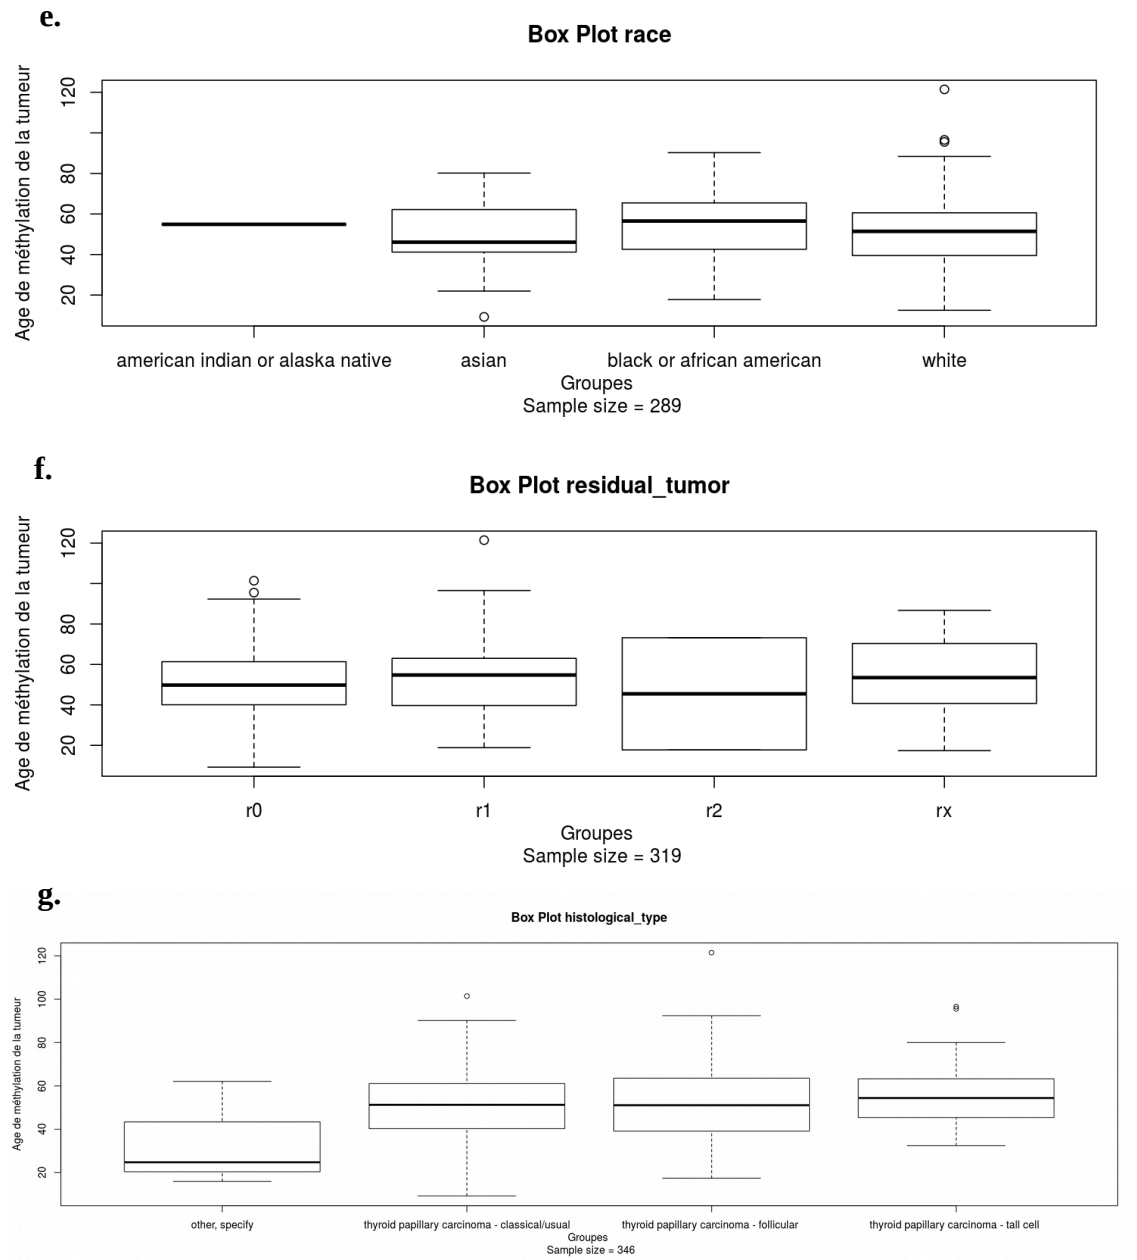 e.
Box Plot race
Age de méthylation de la tumeur
120
80
60
40
20
american indian or alaska native
asian
black or african american
white
Groupes
Sample size = 289
f.
Box Plot residual_tumor
Age de méthylation de la tumeur
120
80
60
40
20
r0
r1
r2
rx
Groupes
Sample size = 319
g.
Box Plot histological_type
Age de méthylation de la tumeur
120
100
80
60
40
20
other, specify
thyroid papillary carcinoma - classical/usual
thyroid papillary carcinoma - follicular
thyroid papillary carcinoma - tall cell
Groupes
Sample size = 346